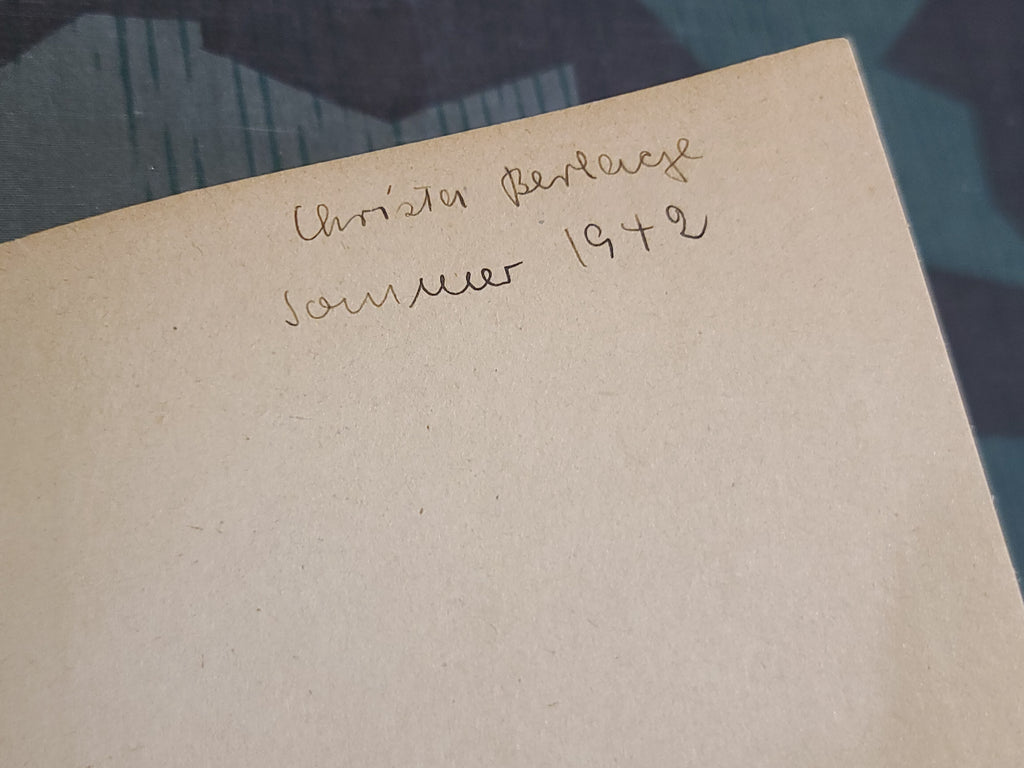 Christa Berlage
Sommer 1942